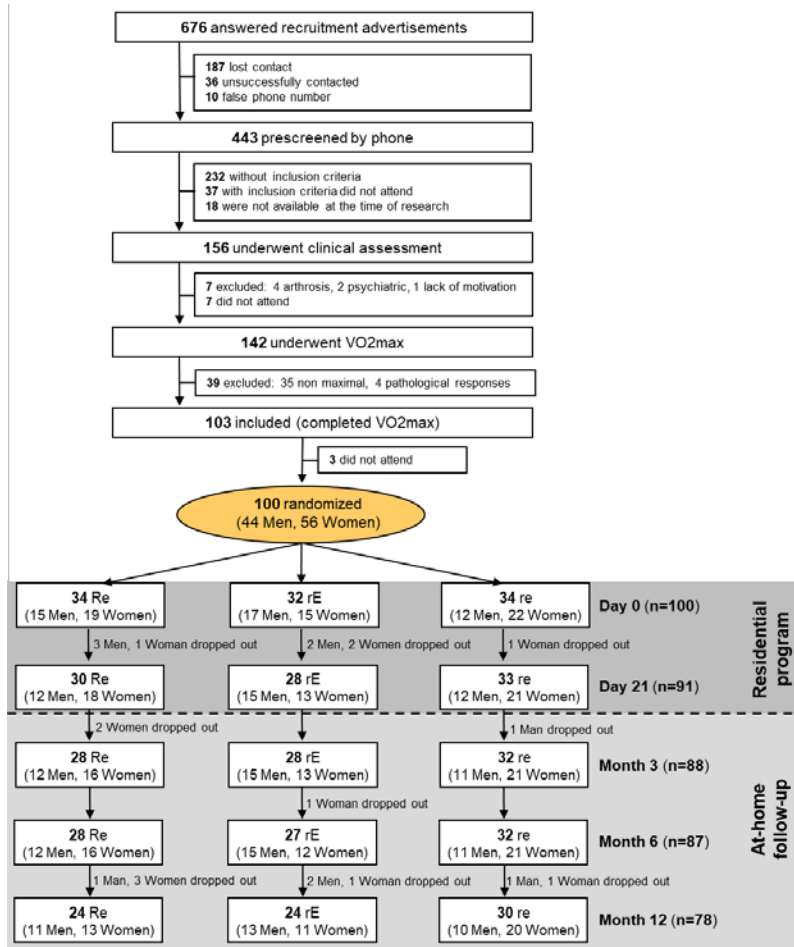 676 answered recruitment advertisements
187 lost contact
36 unsuccessfully contacted
10 false phone number
443 prescreened by phone
232 without inclusion criteria
37 with inclusion criteria did not attend
18 were not available at the time of research
156 underwent clinical assessment
7 excluded: 4 arthrosis, 2 psychiatric, 1 lack of motivation
7 did not attend
142 underwent VO2max
39 excluded: 35 non maximal, 4 pathological responses
103 included (completed VO2max)
3 did not attend
100 randomized
(44 Men, 56 Women)
34 Re
(15 Men, 19 Women)
32 rE
(17 Men, 15 Women)
34 re
(12 Men, 22 Women)
Day 0 (n=100)
3 Men, 1 Woman dropped out
2 Men, 2 Women dropped out
1 Woman dropped out
30 Re
(12 Men, 18 Women)
28 rE
(15 Men, 13 Women)
33 re
(12 Men, 21 Women)
Day 21 (n=91)
Residential
program
2 Women dropped out
1 Man dropped out
28 Re
(12 Men, 16 Women)
28 rE
(15 Men, 13 Women)
32 re
(11 Men, 21 Women)
Month 3 (n=88)
1 Woman dropped out
28 Re
(12 Men, 16 Women)
27 rE
(15 Men, 12 Women)
32 re
(11 Men, 21 Women)
Month 6 (n=87)
1 Man, 3 Women dropped out
2 Men, 1 Woman dropped out
1 Man, 1 Woman dropped out
24 Re
(11 Men, 13 Women)
24 rE
(13 Men, 11 Women)
30 re
(10 Men, 20 Women)
Month 12 (n=78)
At-home
follow-up